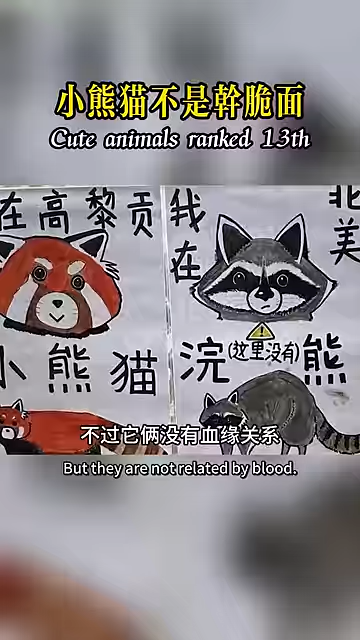 小熊猫不是幹脆面
Cute animals ranked 13th
在高黎贡
小熊猫
我在
北美
浣(这里没有)熊
不过它俩没有血缘关系
But they are not related by blood.